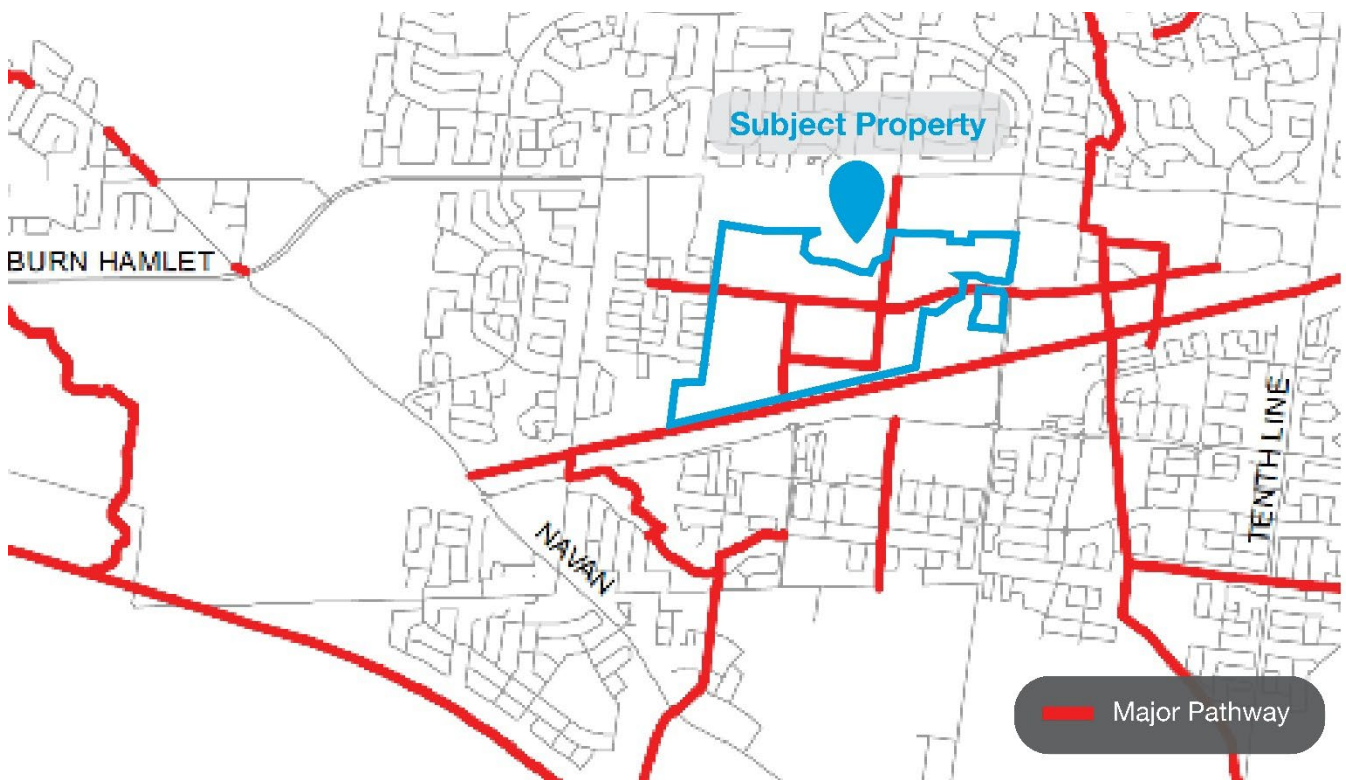 Subject Property
BURN HAMLET
NAVAN
TENTH LINE
Major Pathway